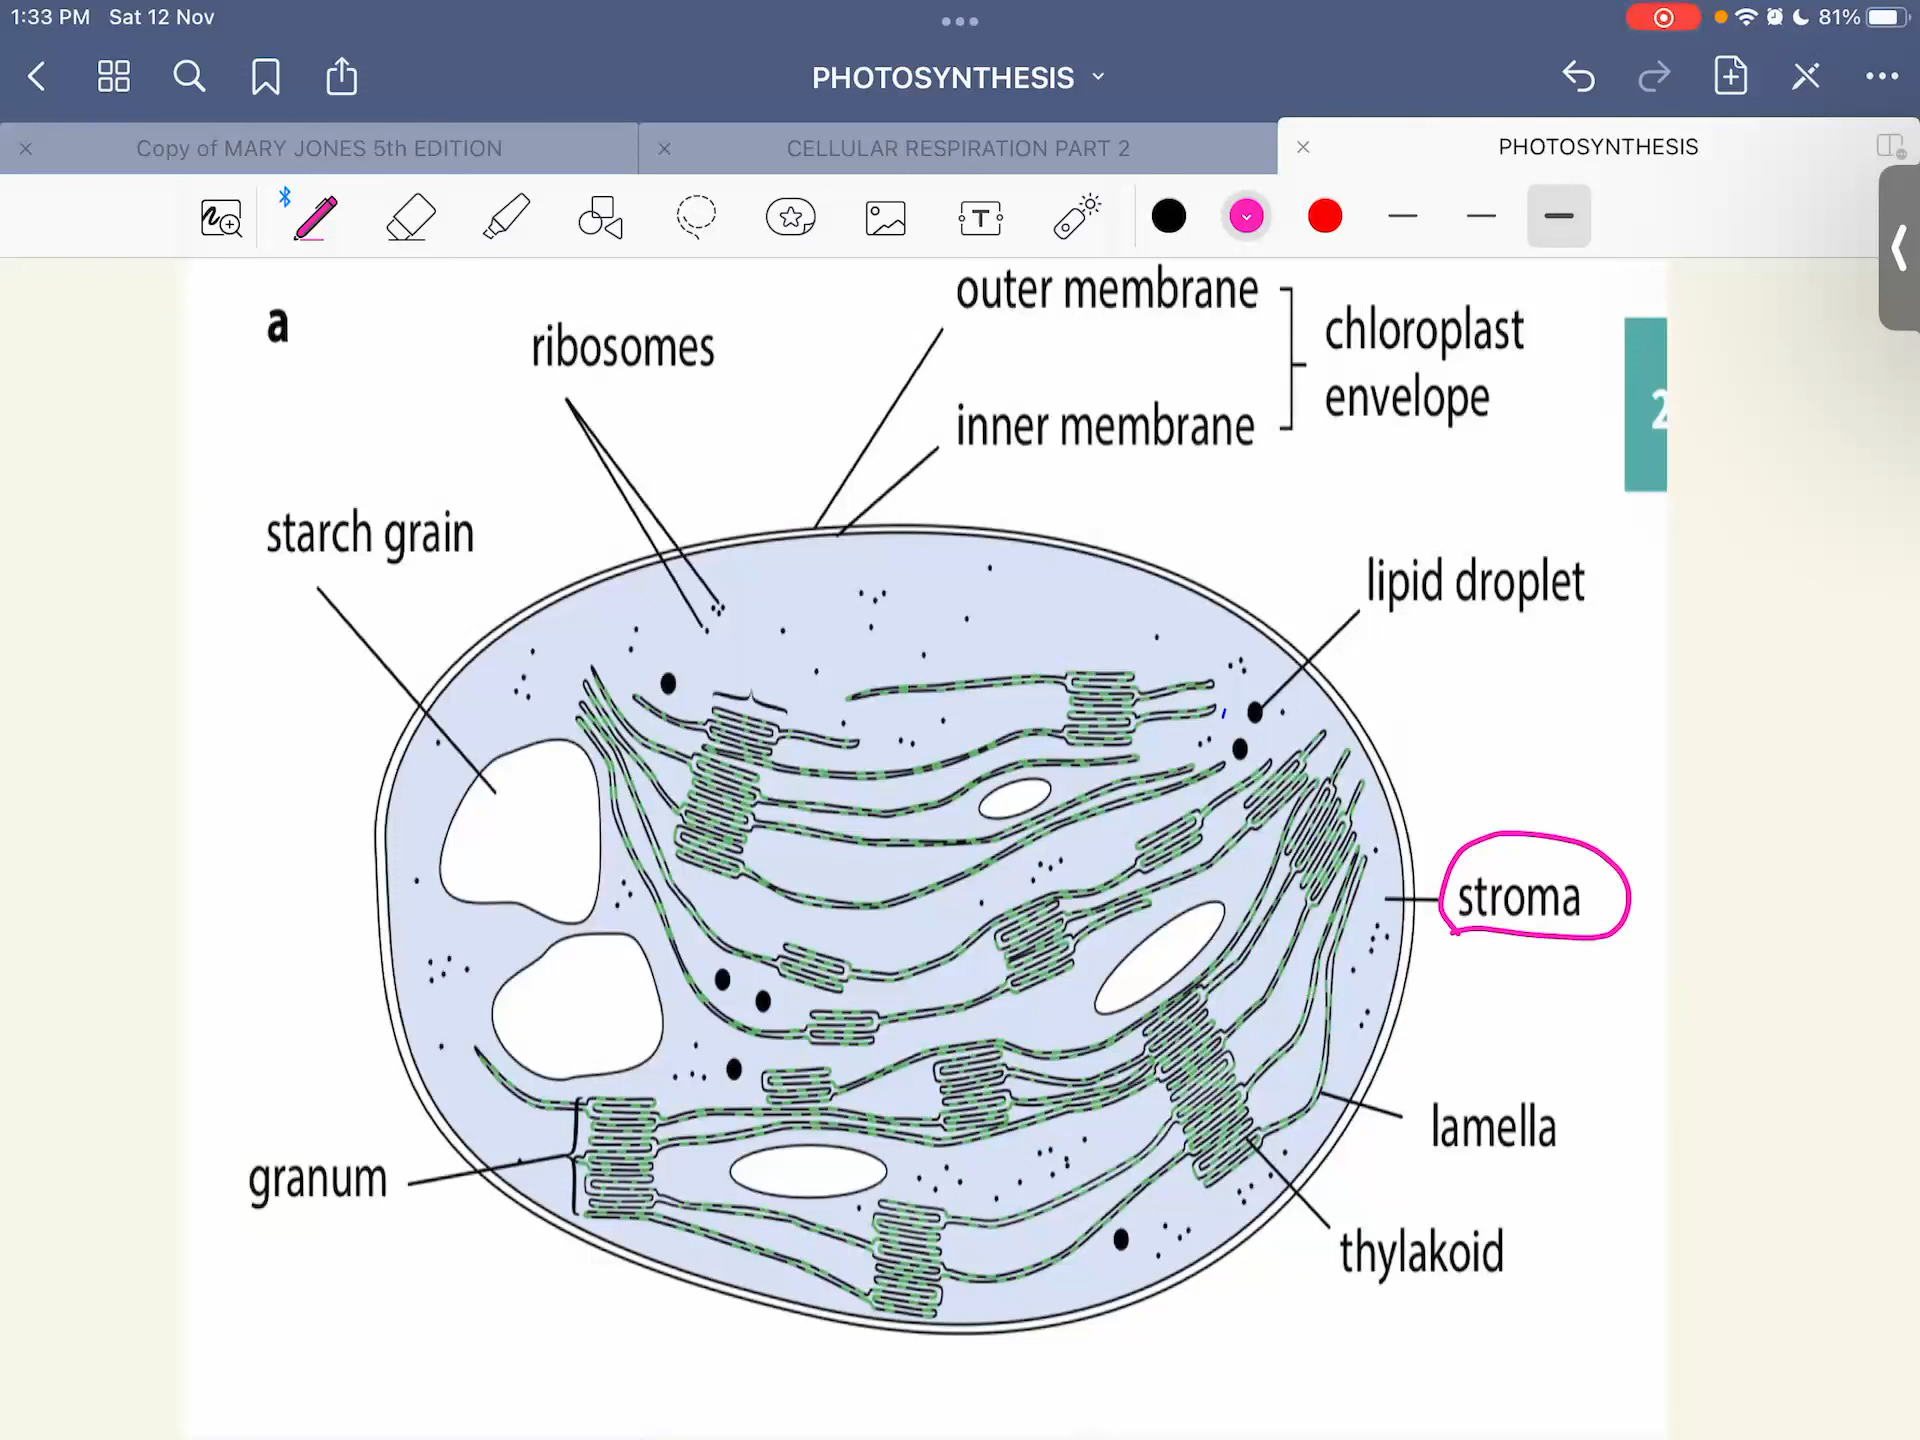 1:33 PM Sat 12 Nov
81%
PHOTOSYNTHESIS
Copy of MARY JONES 5th EDITION
CELLULAR RESPIRATION PART 2
PHOTOSYNTHESIS
T
a
outer membrane
ribosomes
chloroplast
envelope
inner membrane
2
starch grain
lipid droplet
stroma
lamella
granum
thylakoid